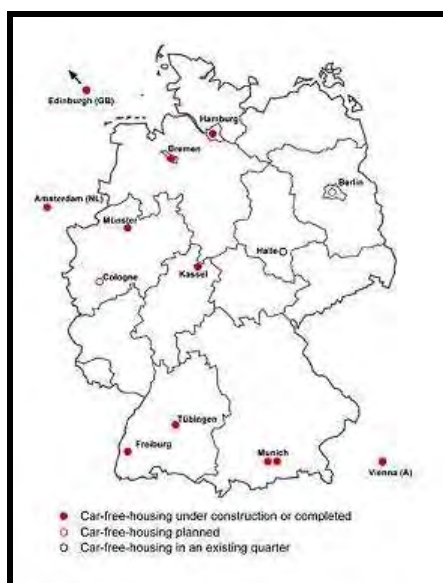 Edinburgh (GB)
Hamburg
Bremen
Berlin
Amsterdam (NL)
Münster
Halle
Kassel
Cologne
Tübingen
Freiburg
Munich
Vienna (A)
Car-free-housing under construction or completed
Car-free-housing planned
Car-free-housing in an existing quarter